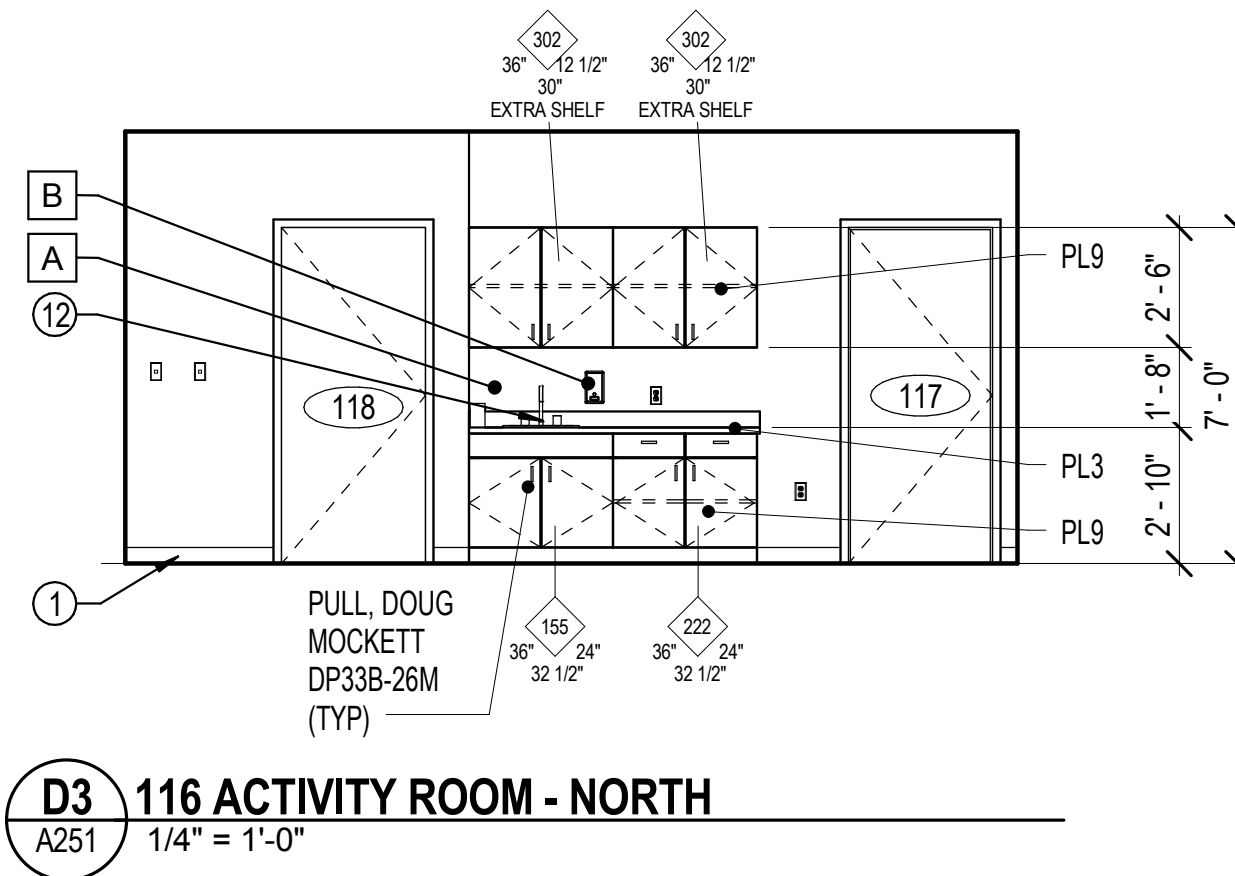 302 302
36" 12 1/2" 36" 12 1/2"
30" 30"
EXTRA SHELF EXTRA SHELF
B
A
12
118
117
PL9
2' - 6"
1' - 8"
7' - 0"
PL3
2' - 10"
PL9
1
PULL, DOUG
MOCKETT
DP33B-26M
(TYP)
155 222
36" 24" 36" 24"
32 1/2" 32 1/2"
D3 116 ACTIVITY ROOM - NORTH
A251 1/4" = 1'-0"